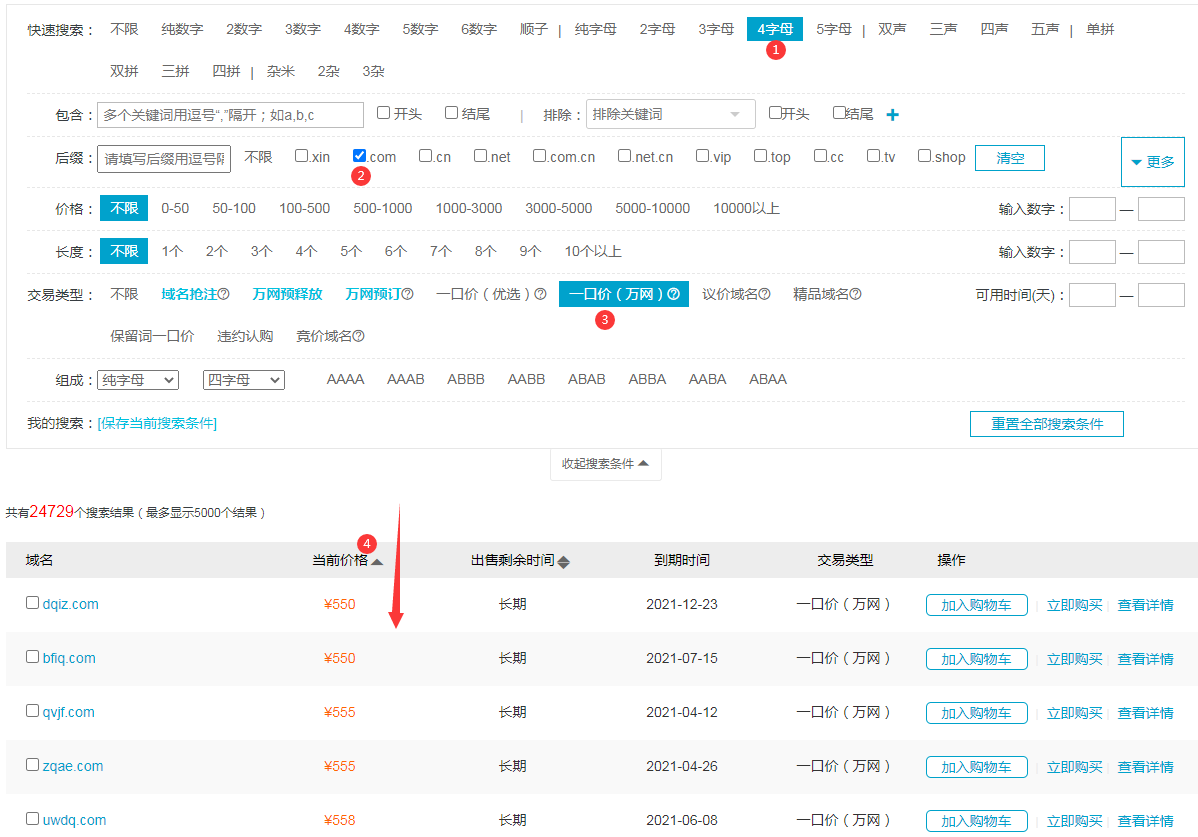 快速搜索： 不限 纯数字 2数字 3数字 4数字 5数字 6数字 顺子 | 纯字母 2字母 3字母 4字母 5字母 | 双声 三声 四声 五声 | 单拼
1
双拼 三拼 四拼 | 杂米 2杂 3杂
包含： 多个关键词用逗号“,”隔开；如a,b,c 开头 结尾 | 排除： 排除关键词 开头 结尾 +
后缀： 请填写后缀用逗号隔 不限 .xin .com .cn .net .com.cn .net.cn .vip .top .cc .tv .shop 清空 更多
2
价格： 不限 0-50 50-100 100-500 500-1000 1000-3000 3000-5000 5000-10000 10000以上 输入数字： —
长度： 不限 1个 2个 3个 4个 5个 6个 7个 8个 9个 10个以上 输入数字： —
交易类型： 不限 域名抢注? 万网预释放 万网预订? 一口价（优选）? 一口价（万网）? 议价域名? 精品域名? 可用时间(天)： —
3
保留词一口价 违约认购 竞价域名?
组成： 纯字母 四字母 AAAA AAAB ABBB AABB ABAB ABBA AABA ABAA
我的搜索： [保存当前搜索条件] 重置全部搜索条件
收起搜索条件
共有24729个搜索结果（最多显示5000个结果）
4
域名 当前价格 出售剩余时间 到期时间 交易类型 操作
dqiz.com ¥550 长期 2021-12-23 一口价（万网） 加入购物车 | 立即购买 | 查看详情
bfiq.com ¥550 长期 2021-07-15 一口价（万网） 加入购物车 | 立即购买 | 查看详情
qvjf.com ¥555 长期 2021-04-12 一口价（万网） 加入购物车 | 立即购买 | 查看详情
zqae.com ¥555 长期 2021-04-26 一口价（万网） 加入购物车 | 立即购买 | 查看详情
uwdq.com ¥558 长期 2021-06-08 一口价（万网） 加入购物车 | 立即购买 | 查看详情